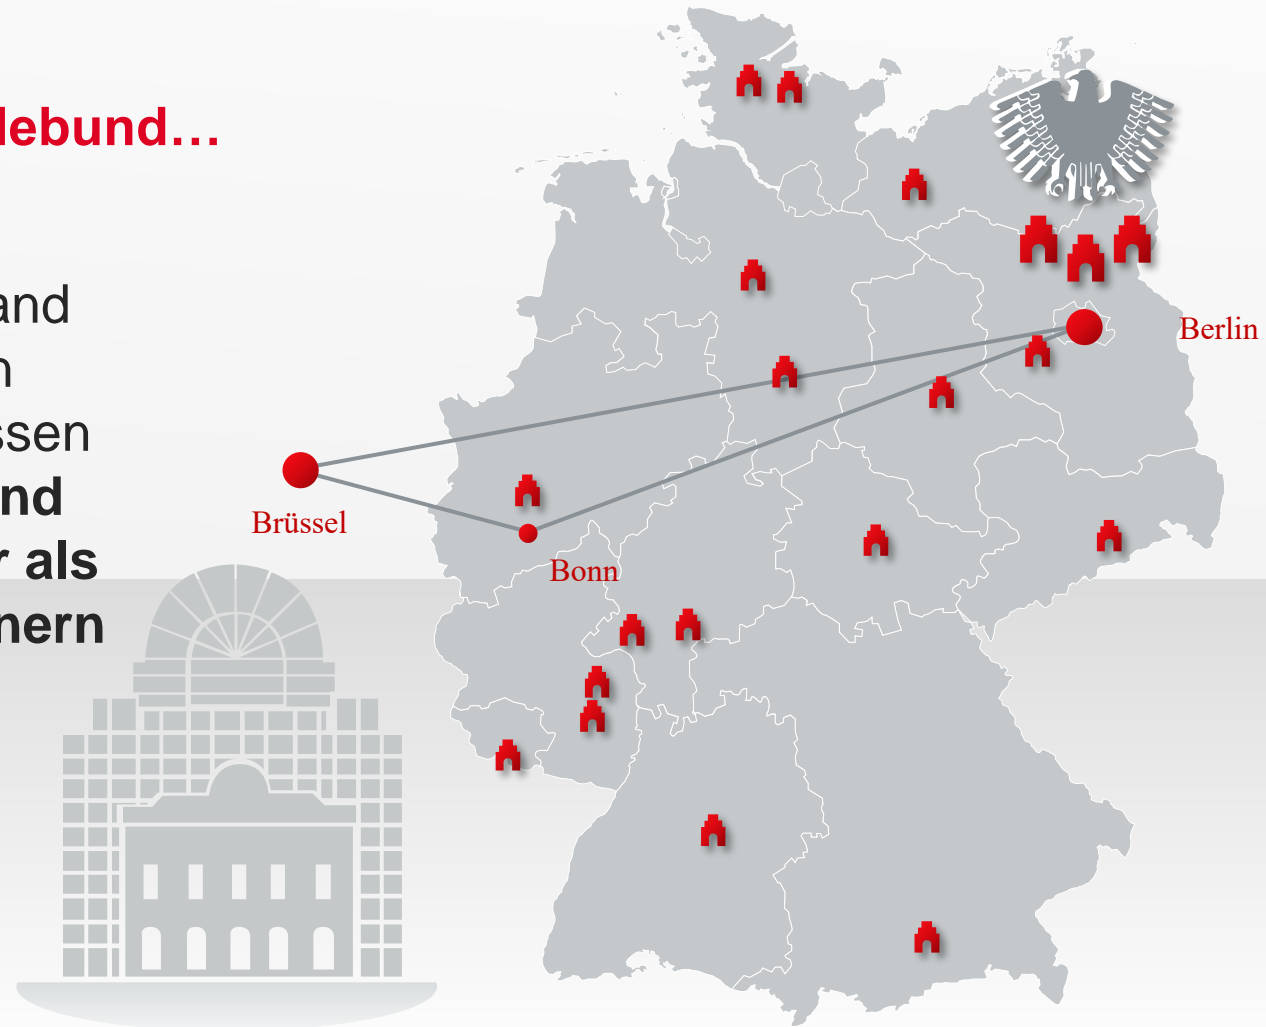 lebund…
and
n
ssen
nd
r als
nern
Berlin
Brüssel
Bonn